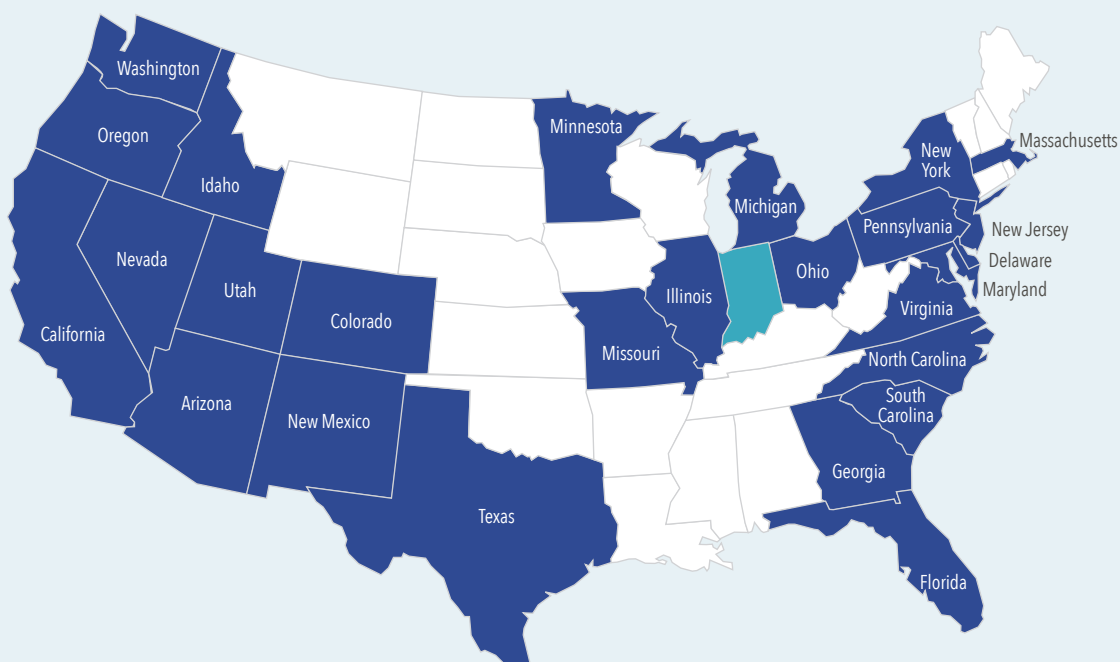 Washington
Oregon
Idaho
Nevada
Utah
Colorado
California
Arizona
New Mexico
Texas
Minnesota
Michigan
Illinois
Missouri
Ohio
New
York
Massachusetts
Pennsylvania
New Jersey
Delaware
Maryland
Virginia
North Carolina
South
Carolina
Georgia
Florida